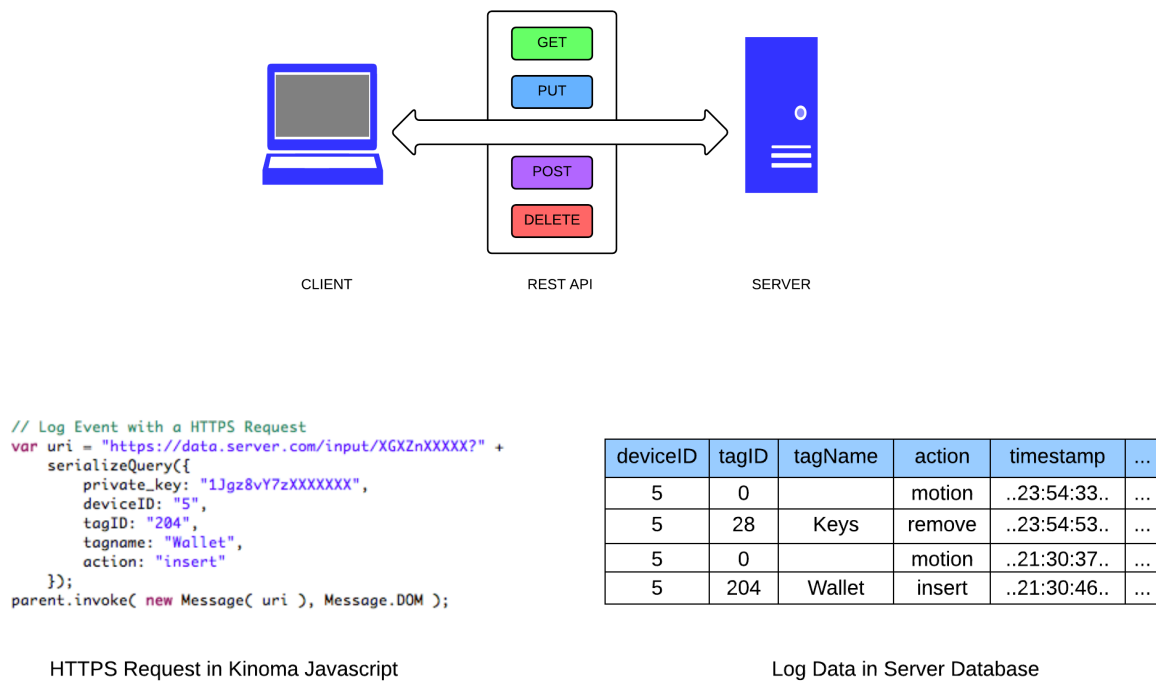 GET
PUT
POST
DELETE
CLIENT
REST API
SERVER
// Log Event with a HTTPS Request
var uri = "https://data.server.com/input/XGXZnXXXXX?" +
serializeQuery({
private_key: "1Jgz8vY7zXXXXXXX",
deviceID: "5",
tagID: "204",
tagname: "Wallet",
action: "insert"
});
parent.invoke( new Message( uri ), Message.DOM );
deviceID tagID tagName action timestamp ...
5 0 motion ..23:54:33.. ...
5 28 Keys remove ..23:54:53.. ...
5 0 motion ..21:30:37.. ...
5 204 Wallet insert ..21:30:46.. ...
HTTPS Request in Kinoma Javascript
Log Data in Server Database